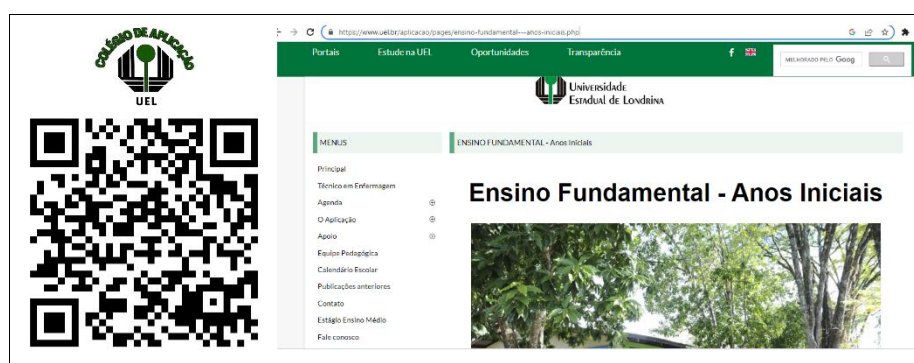 COLÉGIO DE APLICAÇÃO
UEL
https://www.uel.br/aplicacao/pages/ensino-fundamental---anos-iniciais.php
Portais Estude na UEL Oportunidades Transparência
MELHORADO PELO Goog
Universidade
Estadual de Londrina
MENUS
ENSINO FUNDAMENTAL - Anos Iniciais
Principal
Técnico em Enfermagem
Agenda
O Aplicação
Apoio
Equipe Pedagógica
Calendário Escolar
Publicações anteriores
Contato
Estágio Ensino Médio
Fale conosco
Ensino Fundamental - Anos Iniciais